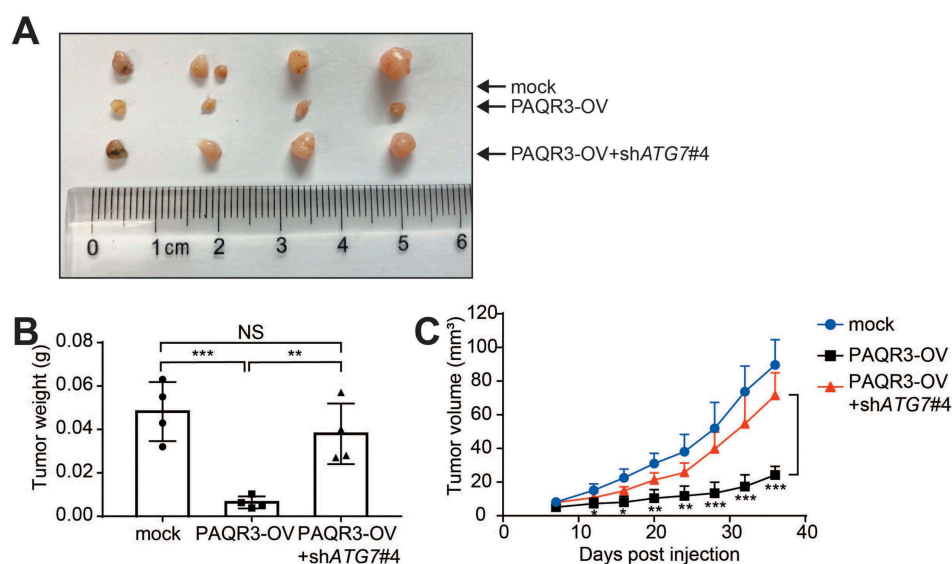 A
mock
PAQR3-OV
PAQR3-OV+shATG7#4
0 1 cm 2 3 4 5 6
B
NS
*** **
Tumor weight (g)
0.08
0.06
0.04
0.02
0.00
mock PAQR3-OV PAQR3-OV
+shATG7#4
C
Tumor volume (mm³)
120
100
80
60
40
20
0
* * ** ** *** *** ***
0 10 20 30 40
Days post injection
mock
PAQR3-OV
PAQR3-OV
+shATG7#4